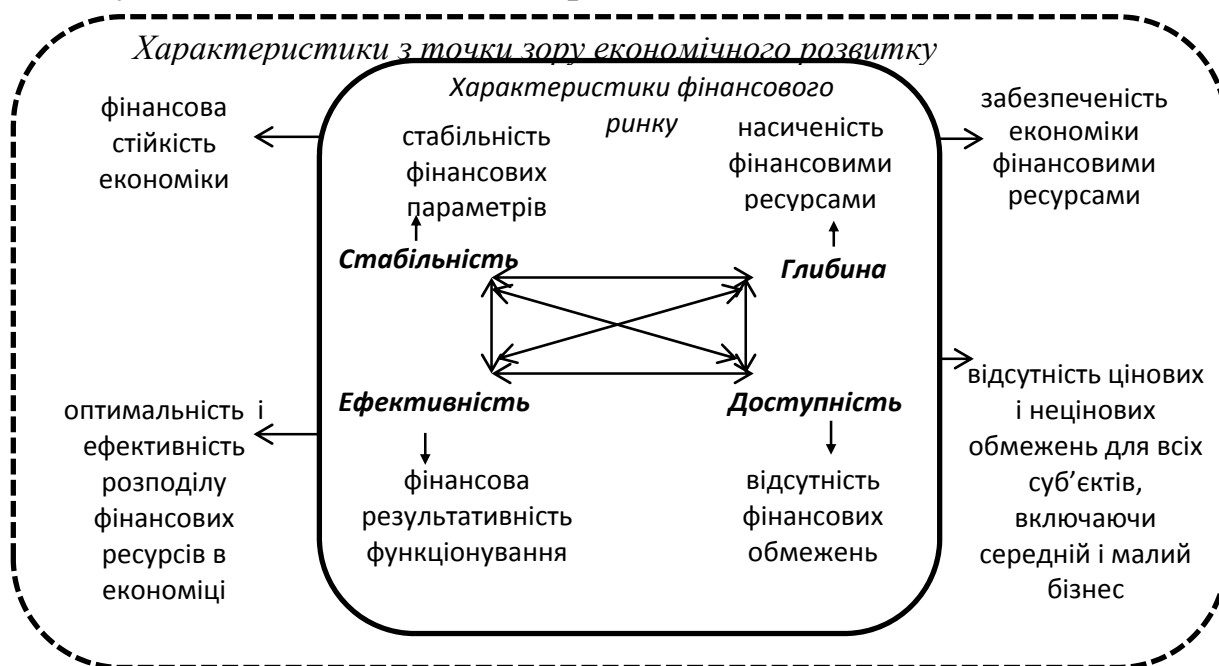 Характеристики з точки зору економічного розвитку
Характеристики фінансового
ринку
фінансова
стійкість
економіки
стабільність
фінансових
параметрів
насиченість
фінансовими
ресурсами
забезпеченість
економіки
фінансовими
ресурсами
Стабільність
Глибина
Ефективність
Доступність
оптимальність і
ефективність
розподілу
фінансових
ресурсів в
економіці
фінансова
результативність
функціонування
відсутність
фінансових
обмежень
відсутність цінових
і нецінових
обмежень для всіх
суб’єктів,
включаючи
середній і малий
бізнес